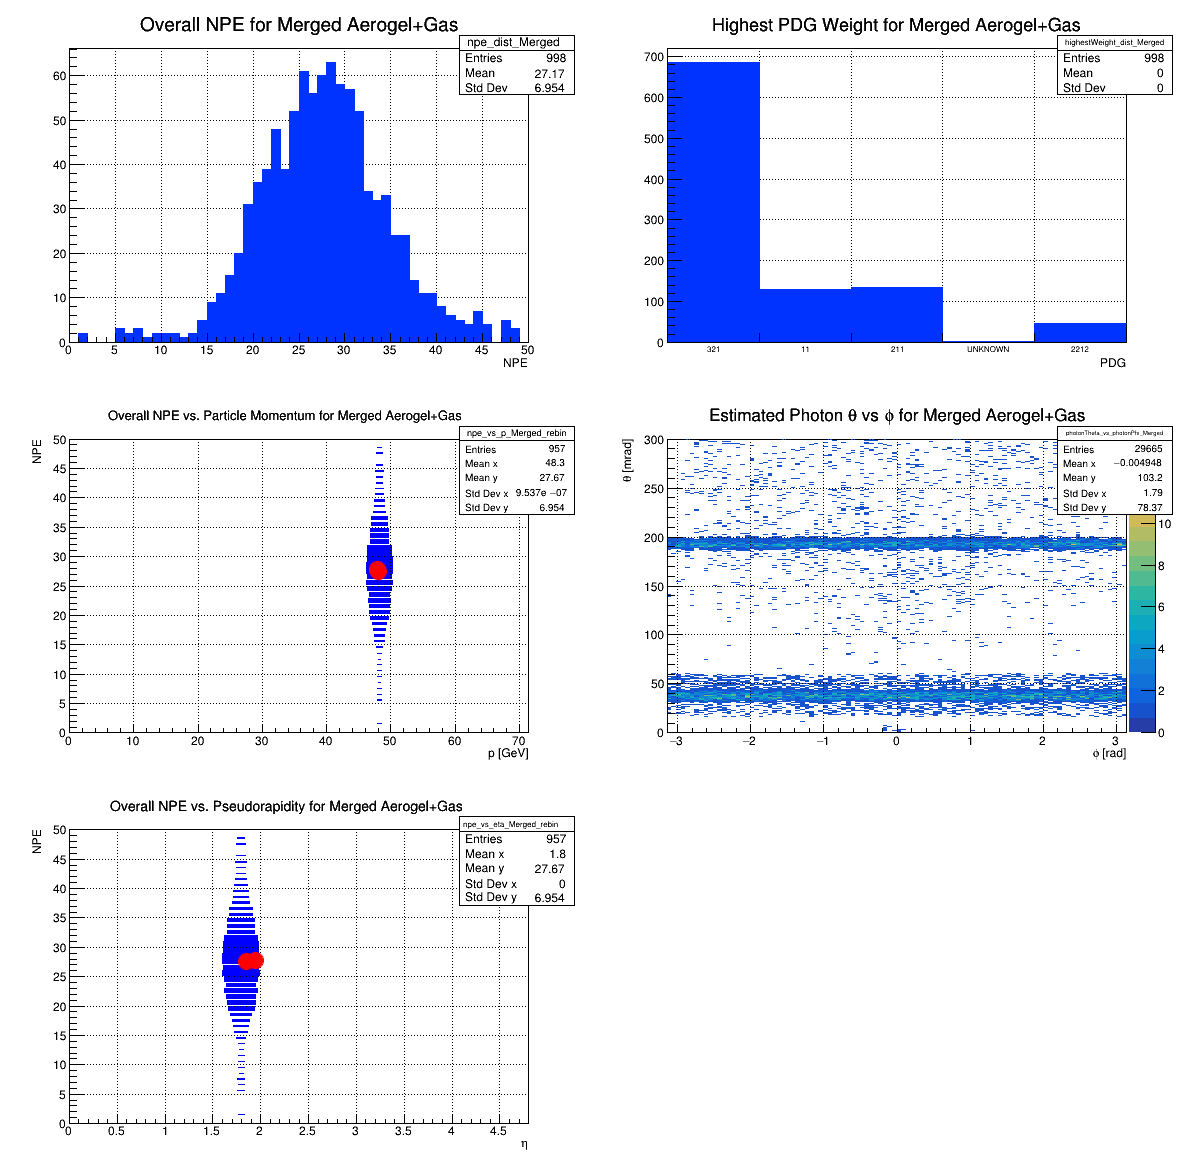 Overall NPE for Merged Aerogel+Gas
npe_dist_Merged
Entries 998
Mean 27.17
Std Dev 6.954
60
50
40
30
20
10
0
0 5 10 15 20 25 30 35 40 45 50
NPE
Highest PDG Weight for Merged Aerogel+Gas
highestWeight_dist_Merged
Entries 998
Mean 0
Std Dev 0
700
600
500
400
300
200
100
0
321 11 211 UNKNOWN 2212
PDG
Overall NPE vs. Particle Momentum for Merged Aerogel+Gas
npe_vs_p_Merged_rebin
Entries 957
Mean x 48.3
Mean y 27.67
Std Dev x 9.537e −07
Std Dev y 6.954
NPE
50
45
40
35
30
25
20
15
10
5
0
0 10 20 30 40 50 60 70
p [GeV]
Estimated Photon θ vs ϕ for Merged Aerogel+Gas
photonTheta_vs_photonPhi_Merged
Entries 29665
Mean x −0.004948
Mean y 103.2
Std Dev x 1.79
Std Dev y 78.37
θ [mrad]
300
250
200
150
100
50
0
−3 −2 −1 0 1 2 3
ϕ [rad]
10
8
6
4
2
0
Overall NPE vs. Pseudorapidity for Merged Aerogel+Gas
npe_vs_eta_Merged_rebin
Entries 957
Mean x 1.8
Mean y 27.67
Std Dev x 0
Std Dev y 6.954
NPE
50
45
40
35
30
25
20
15
10
5
0
0 0.5 1 1.5 2 2.5 3 3.5 4 4.5
η